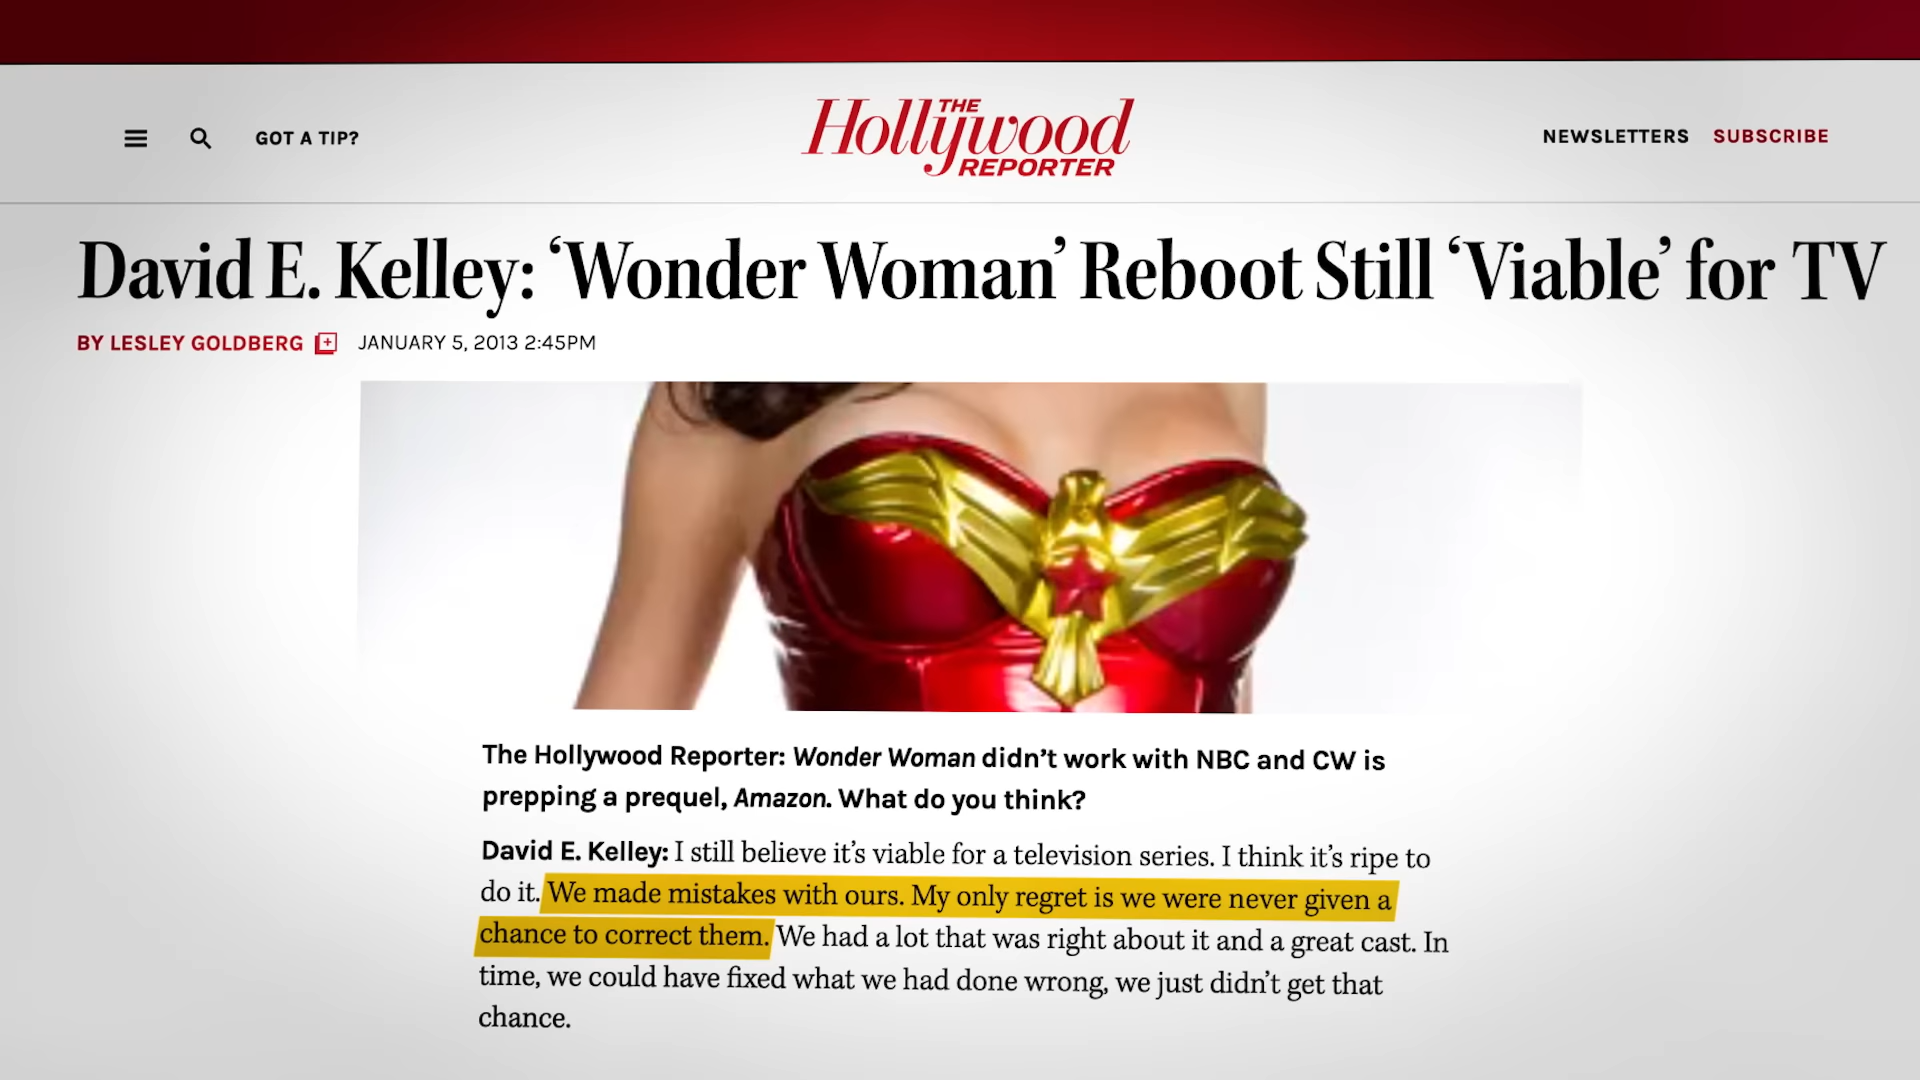 GOT A TIP?
THE
Hollywood
REPORTER
NEWSLETTERS SUBSCRIBE
David E. Kelley: ‘Wonder Woman’ Reboot Still ‘Viable’ for TV
BY LESLEY GOLDBERG JANUARY 5, 2013 2:45PM
The Hollywood Reporter: Wonder Woman didn’t work with NBC and CW is
prepping a prequel, Amazon. What do you think?
David E. Kelley: I still believe it’s viable for a television series. I think it’s ripe to
do it. We made mistakes with ours. My only regret is we were never given a
chance to correct them. We had a lot that was right about it and a great cast. In
time, we could have fixed what we had done wrong, we just didn’t get that
chance.